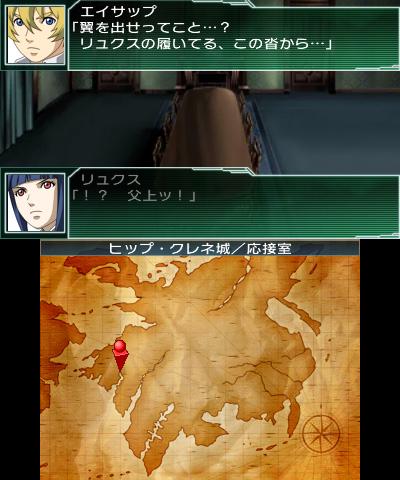 エイサップ
「翼を出せってこと…?
リュクスの履いてる、この沓から…」
リュクス
「!? 父上ッ!」
ヒップ・クレネ城/応接室